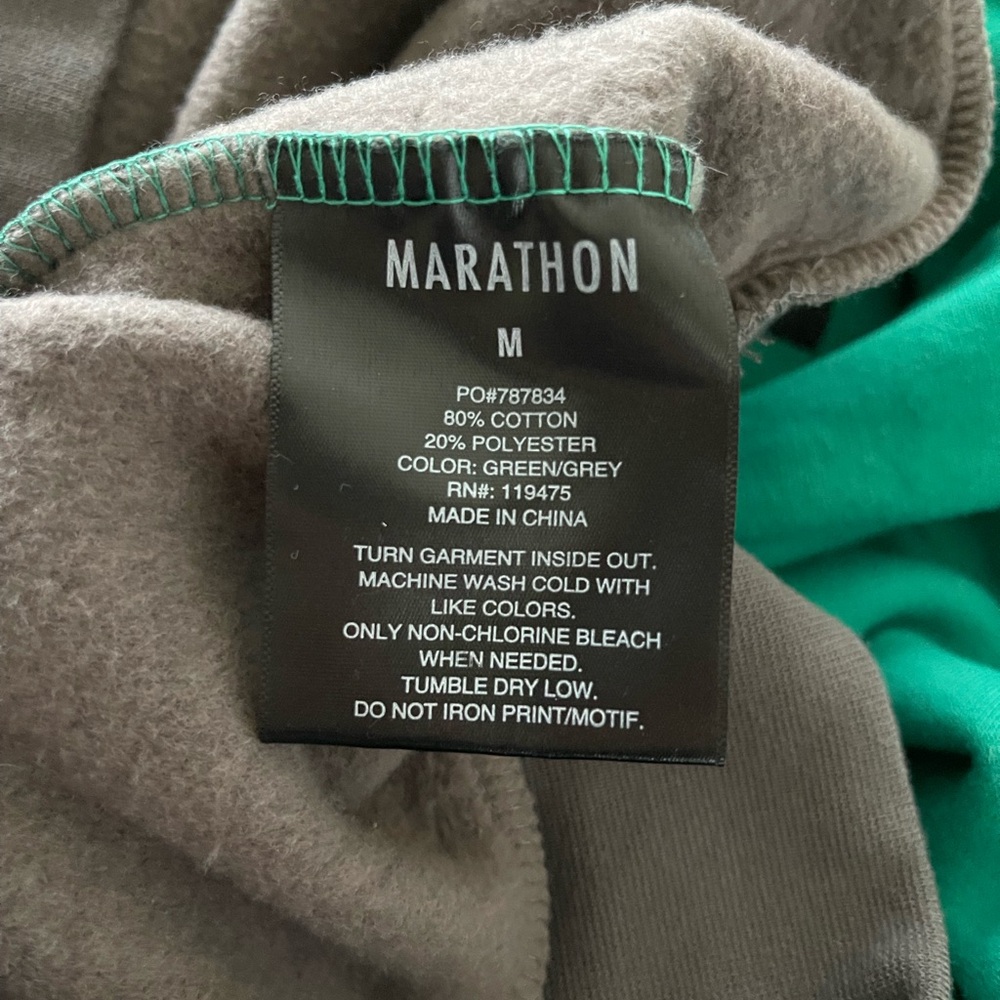 MARATHON
M
PO#787834
80% COTTON
20% POLYESTER
COLOR: GREEN/GREY
RN#: 119475
MADE IN CHINA
TURN GARMENT INSIDE OUT.
MACHINE WASH COLD WITH
LIKE COLORS.
ONLY NON-CHLORINE BLEACH
WHEN NEEDED.
TUMBLE DRY LOW.
DO NOT IRON PRINT/MOTIF.